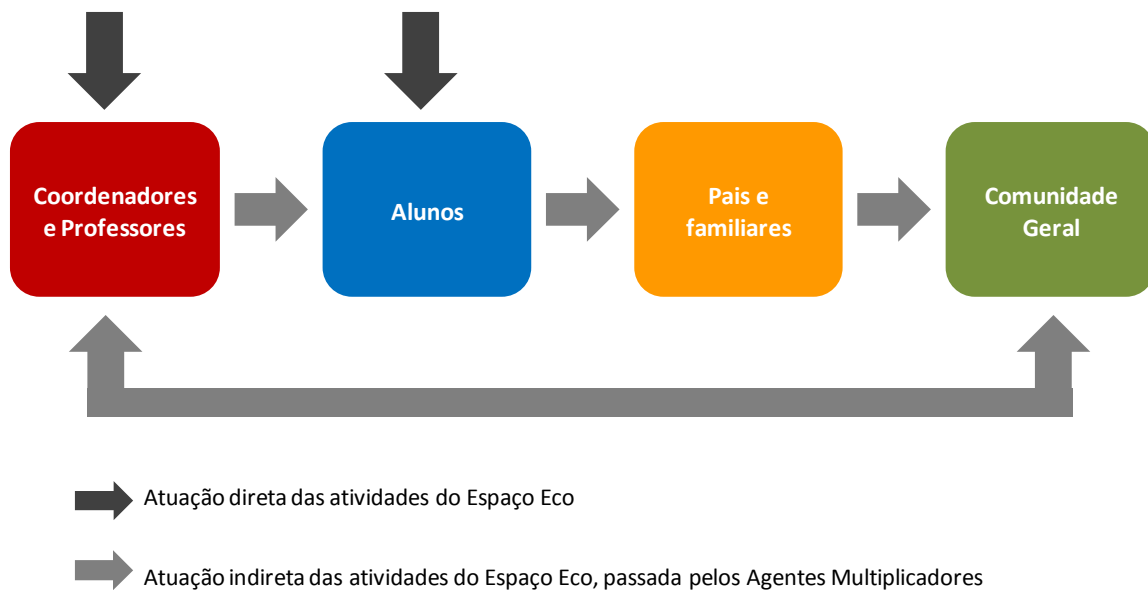 Coordenadores
e Professores
Alunos
Pais e
familiares
Comunidade
Geral
Atuação direta das atividades do Espaço Eco
Atuação indireta das atividades do Espaço Eco, passada pelos Agentes Multiplicadores